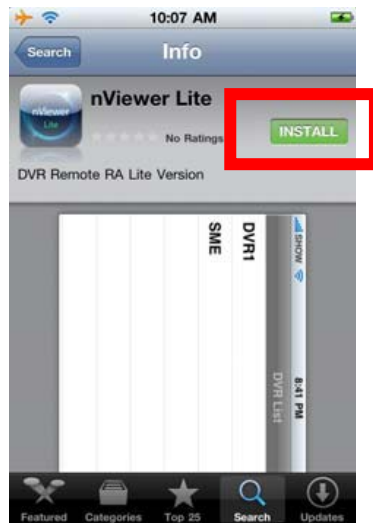 10:07 AM
Search
Info
nViewer
Lite
nViewer Lite
No Ratings
INSTALL
DVR Remote RA Lite Version
SHOW
8:41 PM
DVR List
DVR1
SME
Featured
Categories
Top 25
Search
Updates